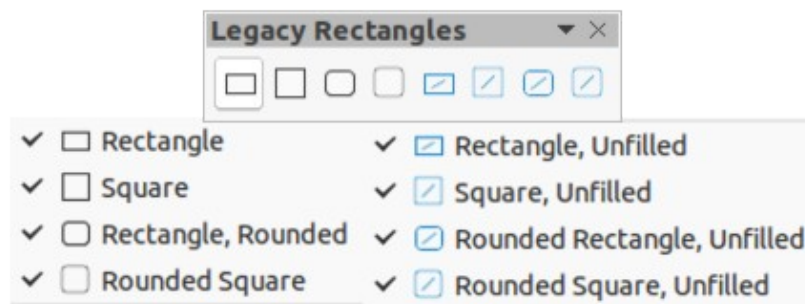 Legacy Rectangles
Rectangle
Square
Rectangle, Rounded
Rounded Square
Rectangle, Unfilled
Square, Unfilled
Rounded Rectangle, Unfilled
Rounded Square, Unfilled